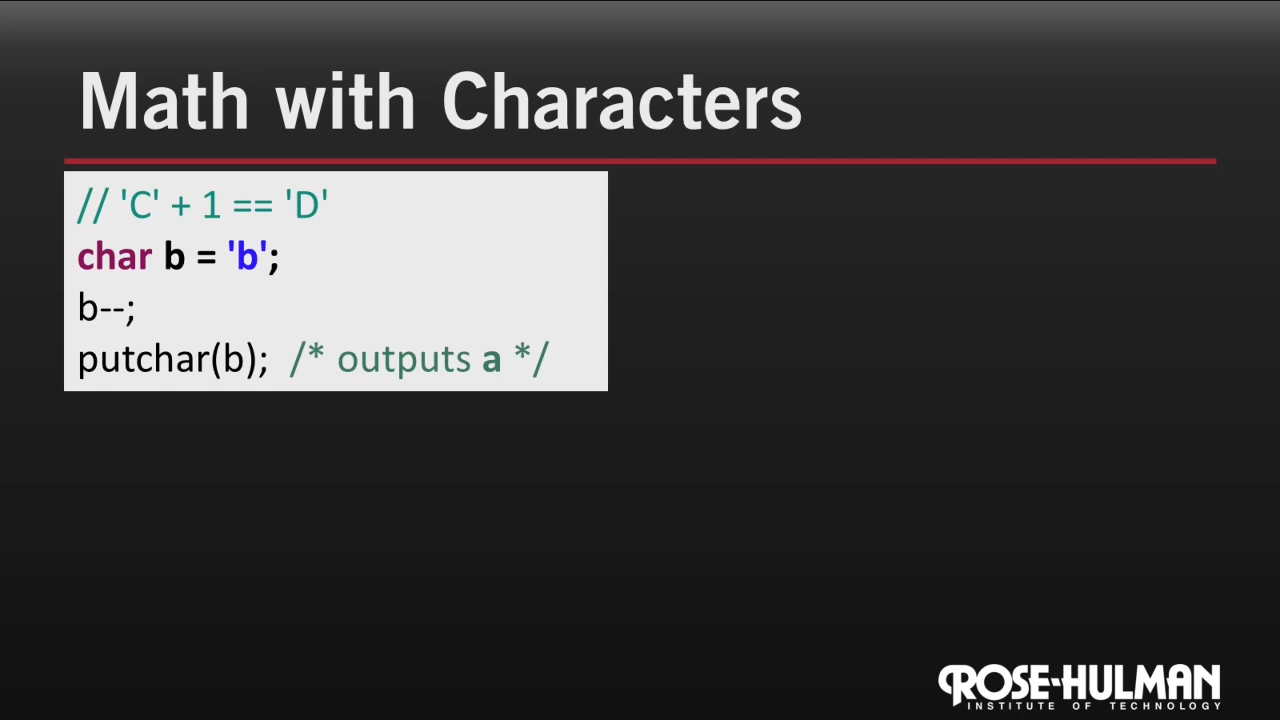 Math with Characters
// 'C' + 1 == 'D'
char b = 'b';
b--;
putchar(b);  /* outputs a */
ROSE-HULMAN
INSTITUTE OF TECHNOLOGY